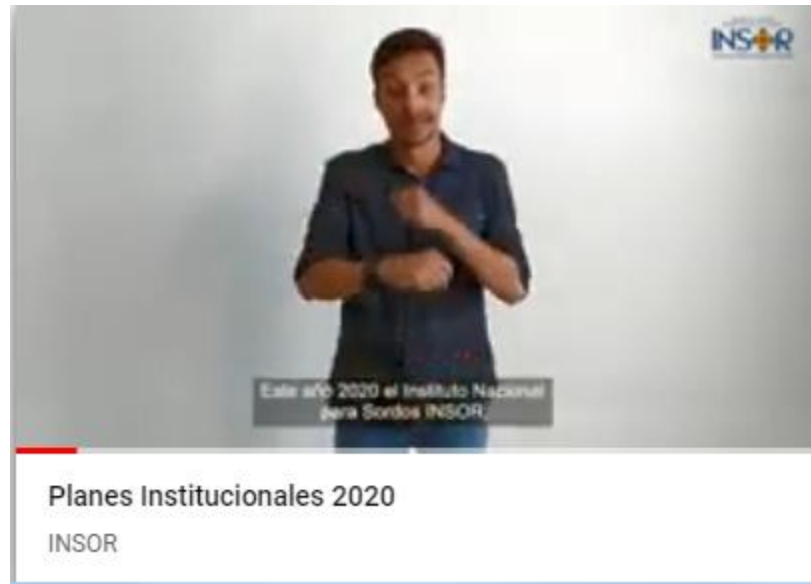 INSOR
Este año 2020 el Instituto Nacional
para Sordos INSOR,
Planes Institucionales 2020
INSOR